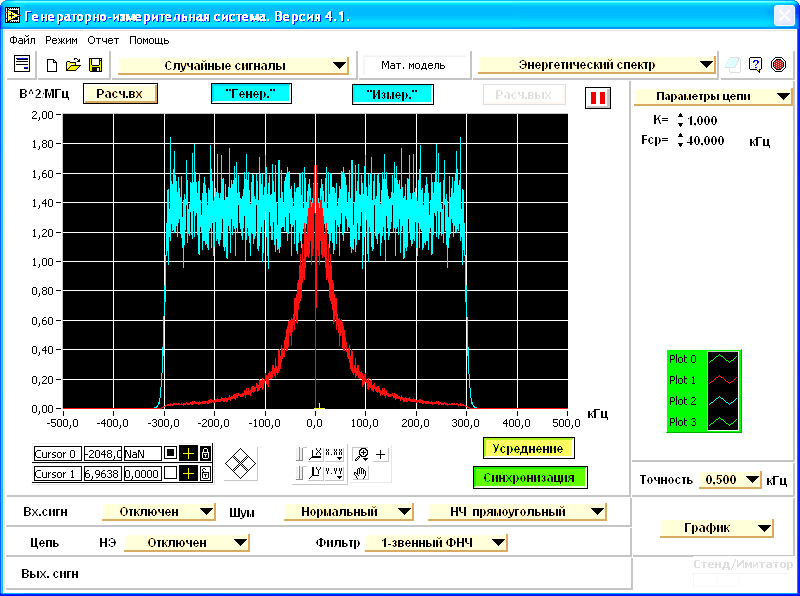 Генераторно-измерительная система. Версия 4.1.
Файл Режим Отчет Помощь
Случайные сигналы Мат. модель Энергетический спектр
В^2/МГц Расч.вх "Генер." "Измер." Расч.вых Параметры цепи
К= 1,000
Fср= 40,000 кГц
2,00
1,80
1,60
1,40
1,20
1,00
0,80
0,60
0,40
0,20
0,00
-500,0 -400,0 -300,0 -200,0 -100,0 0,0 100,0 200,0 300,0 400,0 500,0 кГц
Plot 0
Plot 1
Plot 2
Plot 3
Cursor 0 -2048,0 NaN
Cursor 1 6,9638 0,0000
X X.XX
Y Y.YY
Усреднение
Синхронизация
Точность 0,500 кГц
Вх.сигн Отключен Шум Нормальный НЧ прямоугольный
График
Цепь НЭ Отключен Фильтр 1-звенный ФНЧ
Стенд/Имитатор
Вых. сигн